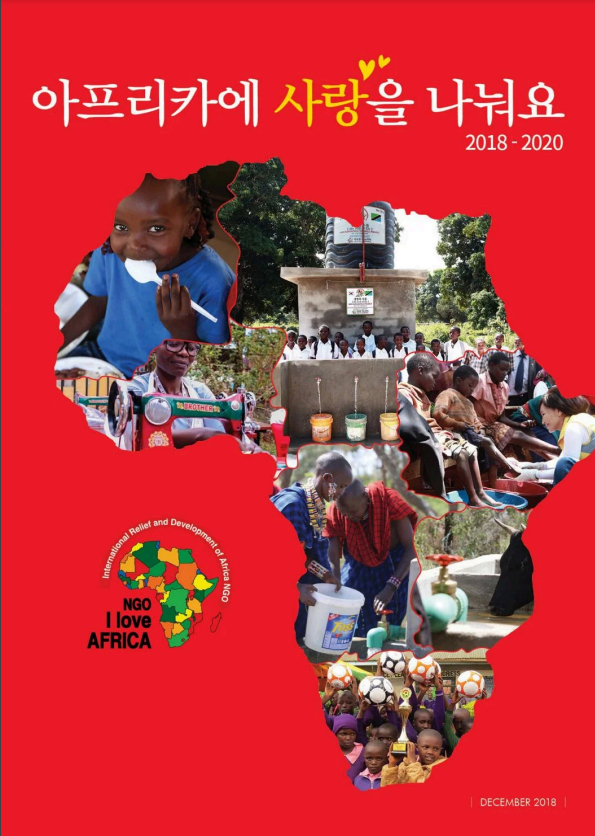 아프리카에 사랑을 나눠요
2018 - 2020
BROTHER
International Relief and Development of Africa NGO
NGO
I love
AFRICA
| DECEMBER 2018 |